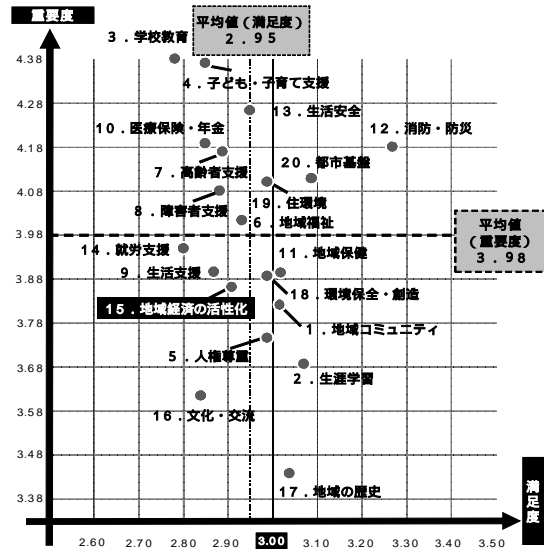 重要度
平均値（満足度）
２．９５
３．学校教育
4.38
４．子ども・子育て支援
4.28
１３．生活安全
１０．医療保険・年金
１２．消防・防災
4.18
２０．都市基盤
７．高齢者支援
4.08
１９．住環境
８．障害者支援
６．地域福祉
3.98
平均値
（重要度）
３．９８
１４．就労支援
１１．地域保健
９．生活支援
3.88
１８．環境保全・創造
１５．地域経済の活性化
3.78
１．地域コミュニティ
５．人権尊重
3.68
２．生涯学習
3.58
１６．文化・交流
3.48
１７．地域の歴史
3.38
満足度
2.60 2.70 2.80 2.90 3.00 3.10 3.20 3.30 3.40 3.50